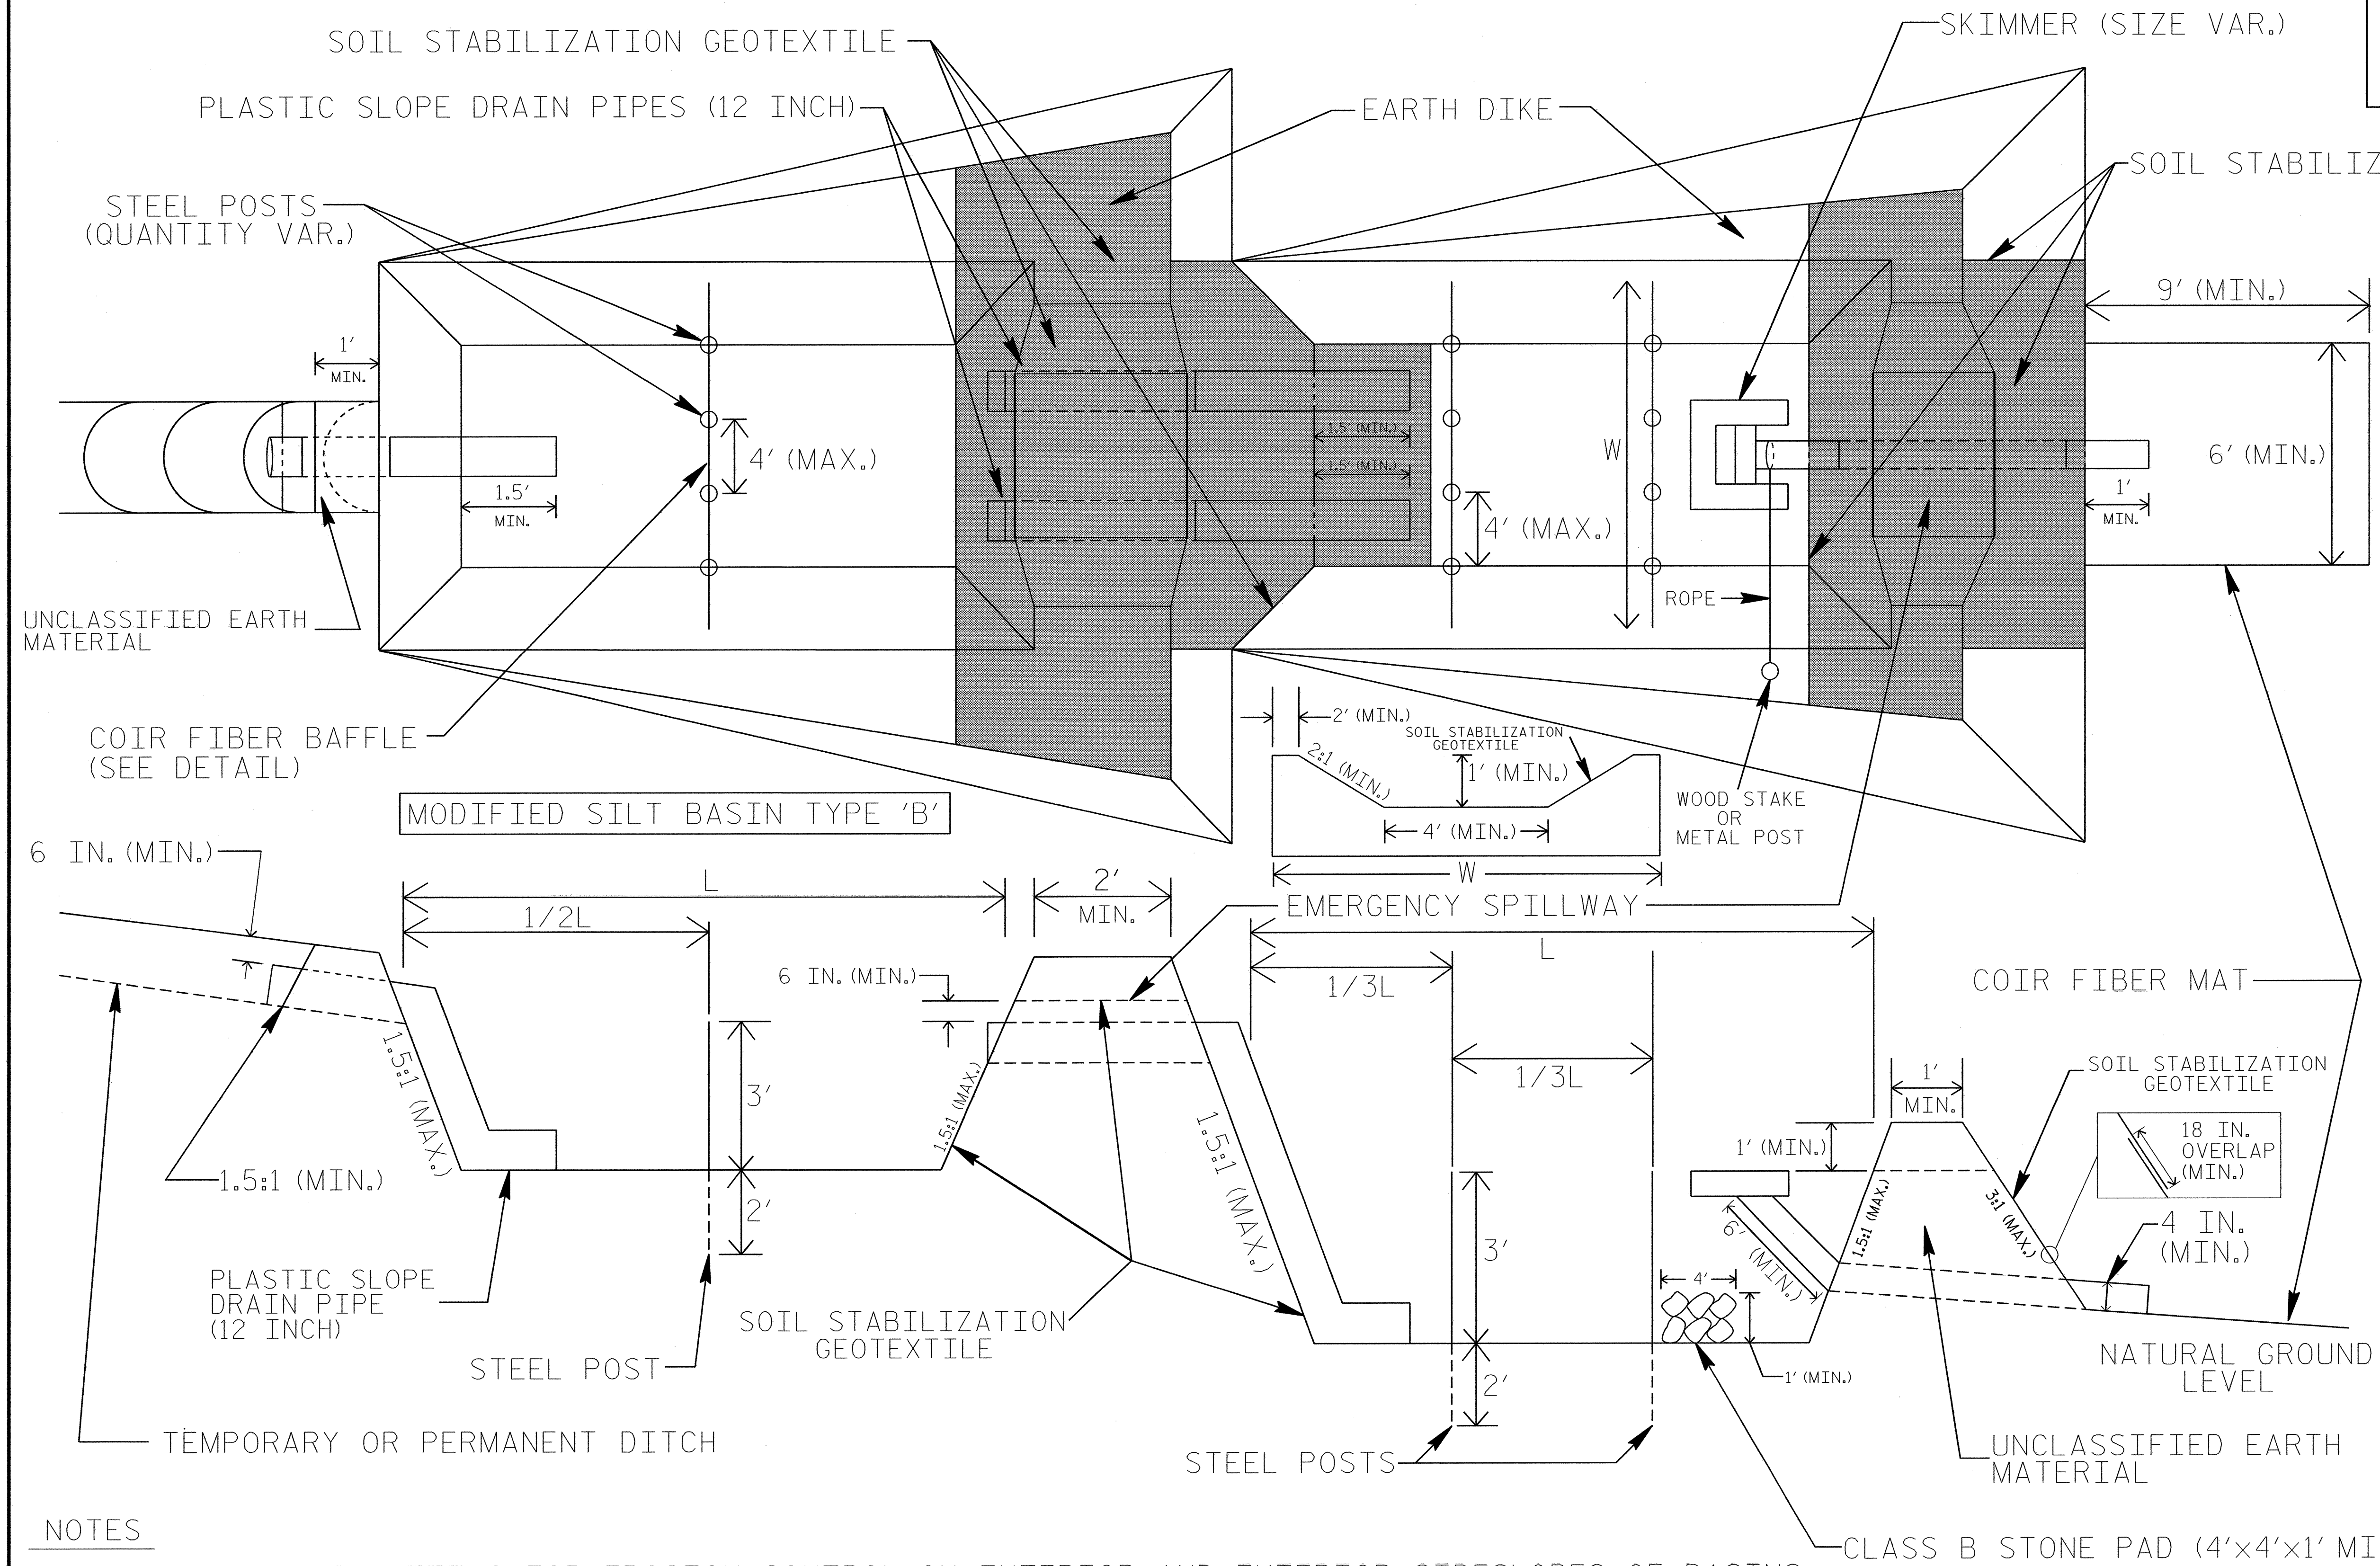 SKIMMER (SIZE VAR.)
SOIL STABILIZATION GEOTEXTILE
PLASTIC SLOPE DRAIN PIPES (12 INCH)
EARTH DIKE
SOIL STABILIZ
STEEL POSTS
(QUANTITY VAR.)
9' (MIN.)
1'
MIN.
1.5'
MIN.
4' (MAX.)
1.5' (MIN.)
1.5' (MIN.)
4' (MAX.)
W
6' (MIN.)
1'
MIN.
ROPE
UNCLASSIFIED EARTH
MATERIAL
COIR FIBER BAFFLE
(SEE DETAIL)
2' (MIN.)
SOIL STABILIZATION
GEOTEXTILE
2:1 (MIN.)
1' (MIN.)
4' (MIN.)
W
WOOD STAKE
OR
METAL POST
MODIFIED SILT BASIN TYPE 'B'
6 IN. (MIN.)
L
2'
MIN.
1/2L
EMERGENCY SPILLWAY
L
6 IN. (MIN.)
1/3L
COIR FIBER MAT
1.5:1 (MAX.)
3'
1.5:1 (MAX.)
1.5:1 (MAX.)
1/3L
1'
MIN.
SOIL STABILIZATION
GEOTEXTILE
1' (MIN.)
18 IN.
OVERLAP
(MIN.)
1.5:1 (MIN.)
2'
3'
6' (MIN.)
1.5:1 (MAX.)
3:1 (MAX.)
4 IN.
(MIN.)
4'
PLASTIC SLOPE
DRAIN PIPE
(12 INCH)
SOIL STABILIZATION
GEOTEXTILE
STEEL POST
2'
1' (MIN.)
NATURAL GROUND
LEVEL
TEMPORARY OR PERMANENT DITCH
STEEL POSTS
UNCLASSIFIED EARTH
MATERIAL
NOTES
CLASS B STONE PAD (4'x4'x1' MI